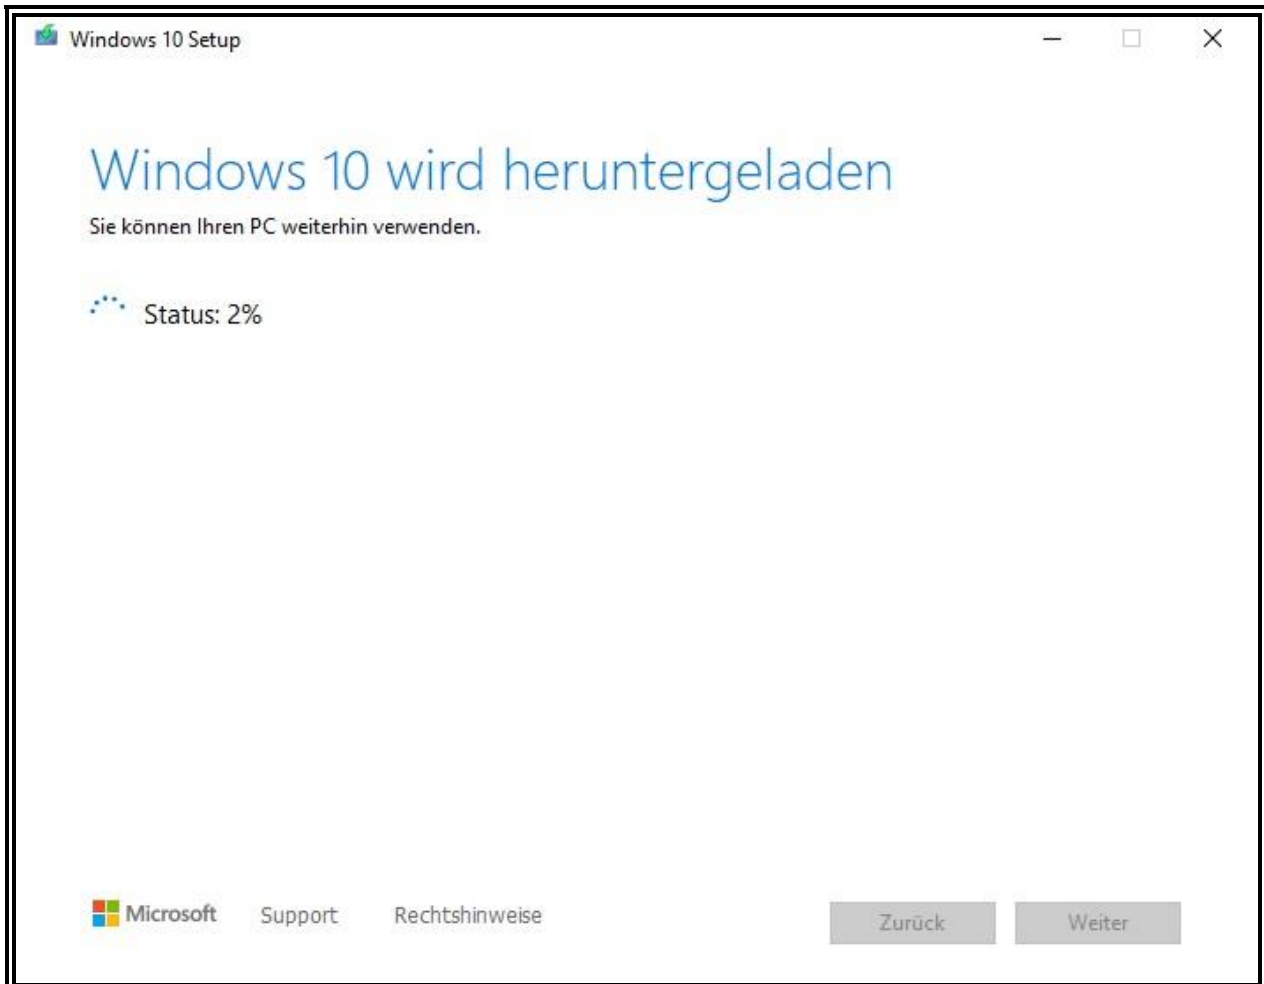 Windows 10 Setup
Windows 10 wird heruntergeladen
Sie können Ihren PC weiterhin verwenden.
Status: 2%
Microsoft Support Rechtshinweise Zurück Weiter